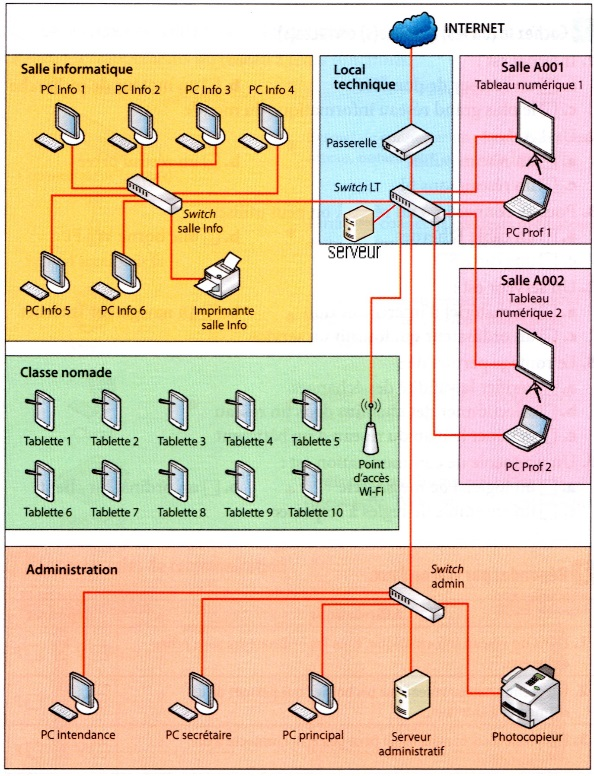 INTERNET
Salle informatique
PC Info 1
PC Info 2
PC Info 3
PC Info 4
Switch
salle Info
PC Info 5
PC Info 6
Imprimante
salle Info
Local
technique
Passerelle
Switch LT
serveur
Salle A001
Tableau numérique 1
PC Prof 1
Salle A002
Tableau
numérique 2
PC Prof 2
Classe nomade
Tablette 1
Tablette 2
Tablette 3
Tablette 4
Tablette 5
Tablette 6
Tablette 7
Tablette 8
Tablette 9
Tablette 10
Point
d'accès
Wi-Fi
Administration
Switch
admin
PC intendance
PC secrétaire
PC principal
Serveur
administratif
Photocopieur